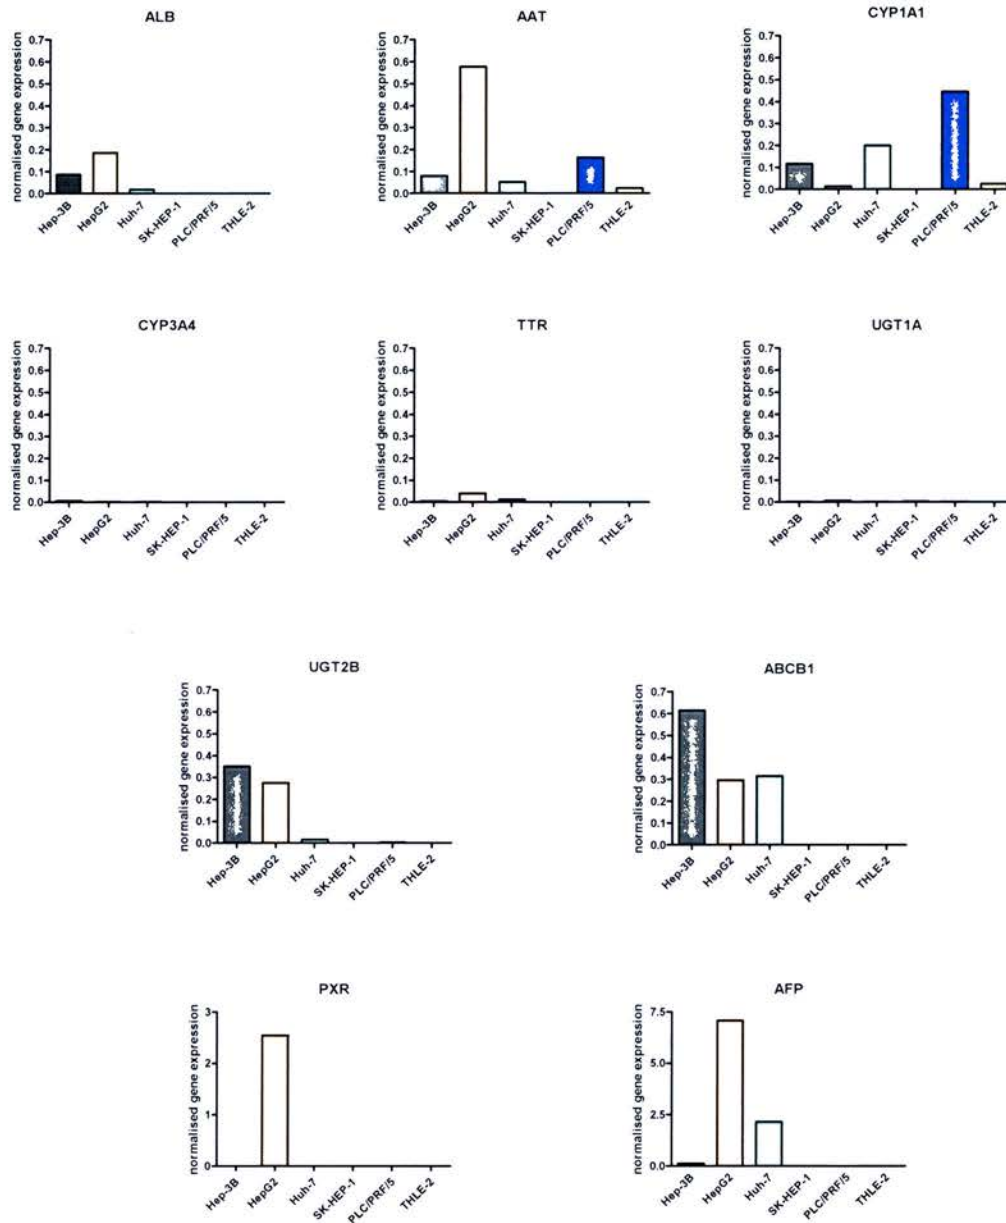 ALB
normalised gene expression
0.7
0.6
0.5
0.4
0.3
0.2
0.1
0.0
Hep-3B
HepG2
Huh-7
SK-HEP-1
PLC/PRF/5
THLE-2
AAT
normalised gene expression
0.7
0.6
0.5
0.4
0.3
0.2
0.1
0.0
Hep-3B
HepG2
Huh-7
SK-HEP-1
PLC/PRF/5
THLE-2
CYP1A1
normalised gene expression
0.7
0.6
0.5
0.4
0.3
0.2
0.1
0.0
Hep-3B
HepG2
Huh-7
SK-HEP-1
PLC/PRF/5
THLE-2
CYP3A4
normalised gene expression
0.7
0.6
0.5
0.4
0.3
0.2
0.1
0.0
Hep-3B
HepG2
Huh-7
SK-HEP-1
PLC/PRF/5
THLE-2
TTR
normalised gene expression
0.7
0.6
0.5
0.4
0.3
0.2
0.1
0.0
Hep-3B
HepG2
Huh-7
SK-HEP-1
PLC/PRF/5
THLE-2
UGT1A
normalised gene expression
0.7
0.6
0.5
0.4
0.3
0.2
0.1
0.0
Hep-3B
HepG2
Huh-7
SK-HEP-1
PLC/PRF/5
THLE-2
UGT2B
normalised gene expression
0.7
0.6
0.5
0.4
0.3
0.2
0.1
0.0
Hep-3B
HepG2
Huh-7
SK-HEP-1
PLC/PRF/5
THLE-2
ABCB1
normalised gene expression
0.7
0.6
0.5
0.4
0.3
0.2
0.1
0.0
Hep-3B
HepG2
Huh-7
SK-HEP-1
PLC/PRF/5
THLE-2
PXR
normalised gene expression
3
2
1
0
Hep-3B
HepG2
Huh-7
SK-HEP-1
PLC/PRF/5
THLE-2
AFP
normalised gene expression
7.5
5.0
2.5
0.0
Hep-3B
HepG2
Huh-7
SK-HEP-1
PLC/PRF/5
THLE-2